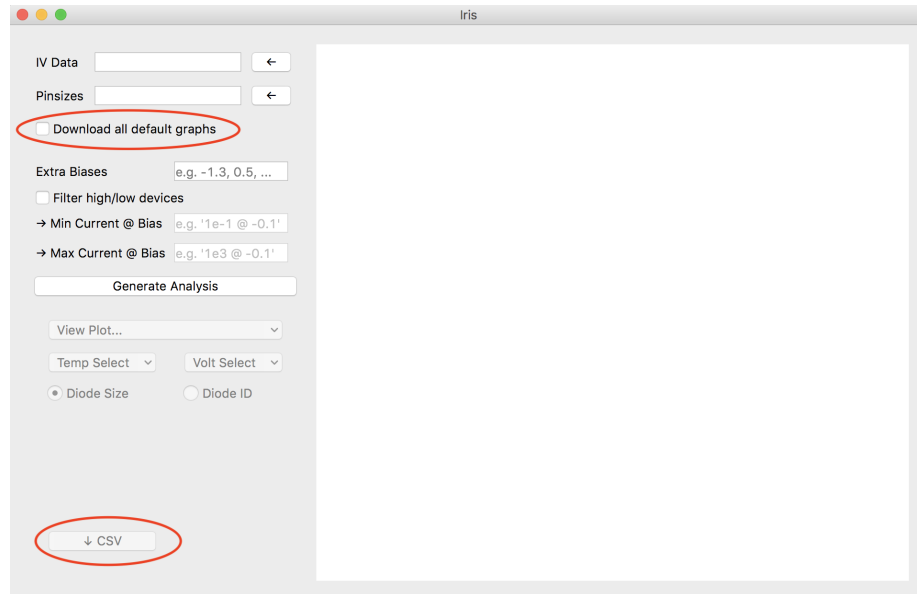 Iris
IV Data ←
Pinsizes ←
Download all default graphs
Extra Biases e.g. -1.3, 0.5, ...
Filter high/low devices
→ Min Current @ Bias e.g. '1e-1 @ -0.1'
→ Max Current @ Bias e.g. '1e3 @ -0.1'
Generate Analysis
View Plot...
Temp Select Volt Select
Diode Size Diode ID
↓ CSV